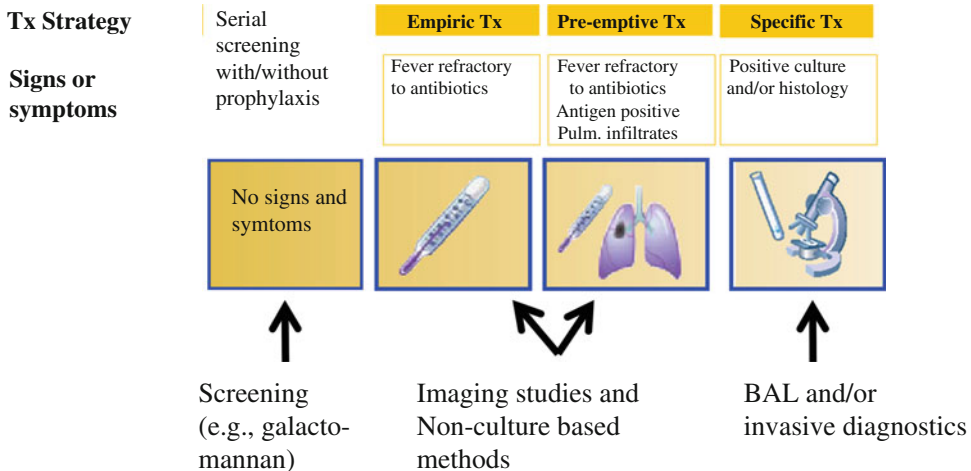 Tx Strategy
Serial
screening
with/without
prophylaxis
Empiric Tx
Pre-emptive Tx
Specific Tx
Signs or
symptoms
Fever refractory
to antibiotics
Fever refractory
to antibiotics
Antigen positive
Pulm. infiltrates
Positive culture
and/or histology
No signs and
symtoms
Screening
(e.g., galacto-
mannan)
Imaging studies and
Non-culture based
methods
BAL and/or
invasive diagnostics